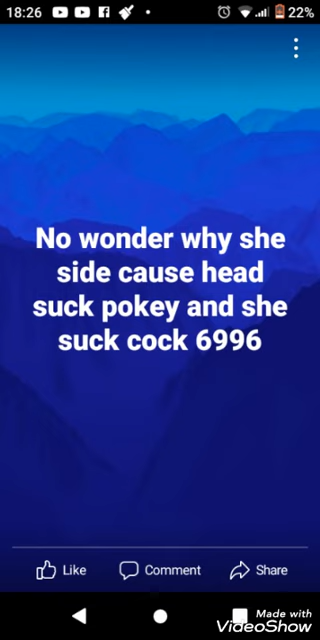 18:26
22%
No wonder why she
side cause head
suck pokey and she
suck cock 6996
Like
Comment
Share
Made with
VideoShow